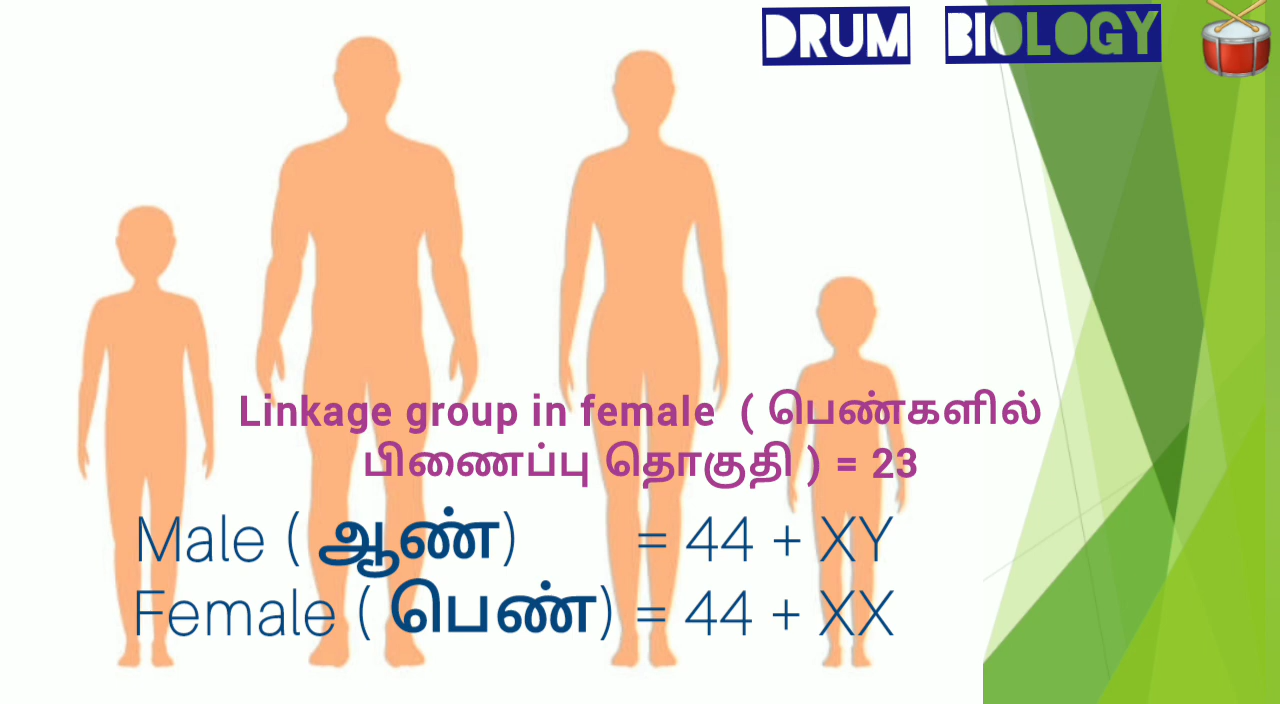 DRUM BIOLOGY
Linkage group in female ( பெண்களில்
பிணைப்பு தொகுதி ) = 23
Male ( ஆண்) = 44 + XY
Female ( பெண்) = 44 + XX